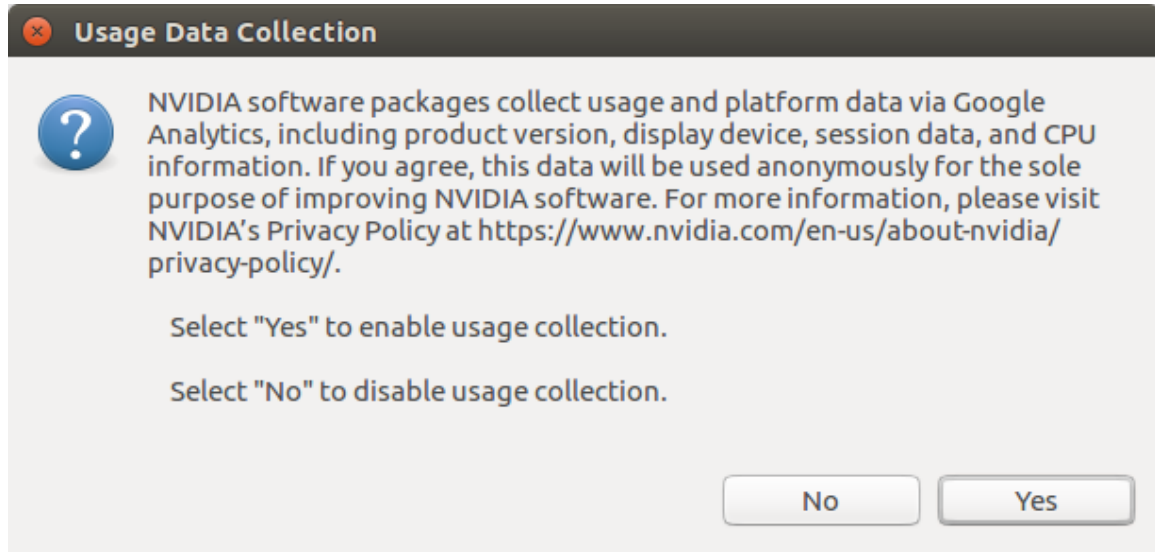 Usage Data Collection
NVIDIA software packages collect usage and platform data via Google
Analytics, including product version, display device, session data, and CPU
information. If you agree, this data will be used anonymously for the sole
purpose of improving NVIDIA software. For more information, please visit
NVIDIA’s Privacy Policy at https://www.nvidia.com/en-us/about-nvidia/
privacy-policy/.
Select "Yes" to enable usage collection.
Select "No" to disable usage collection.
No Yes